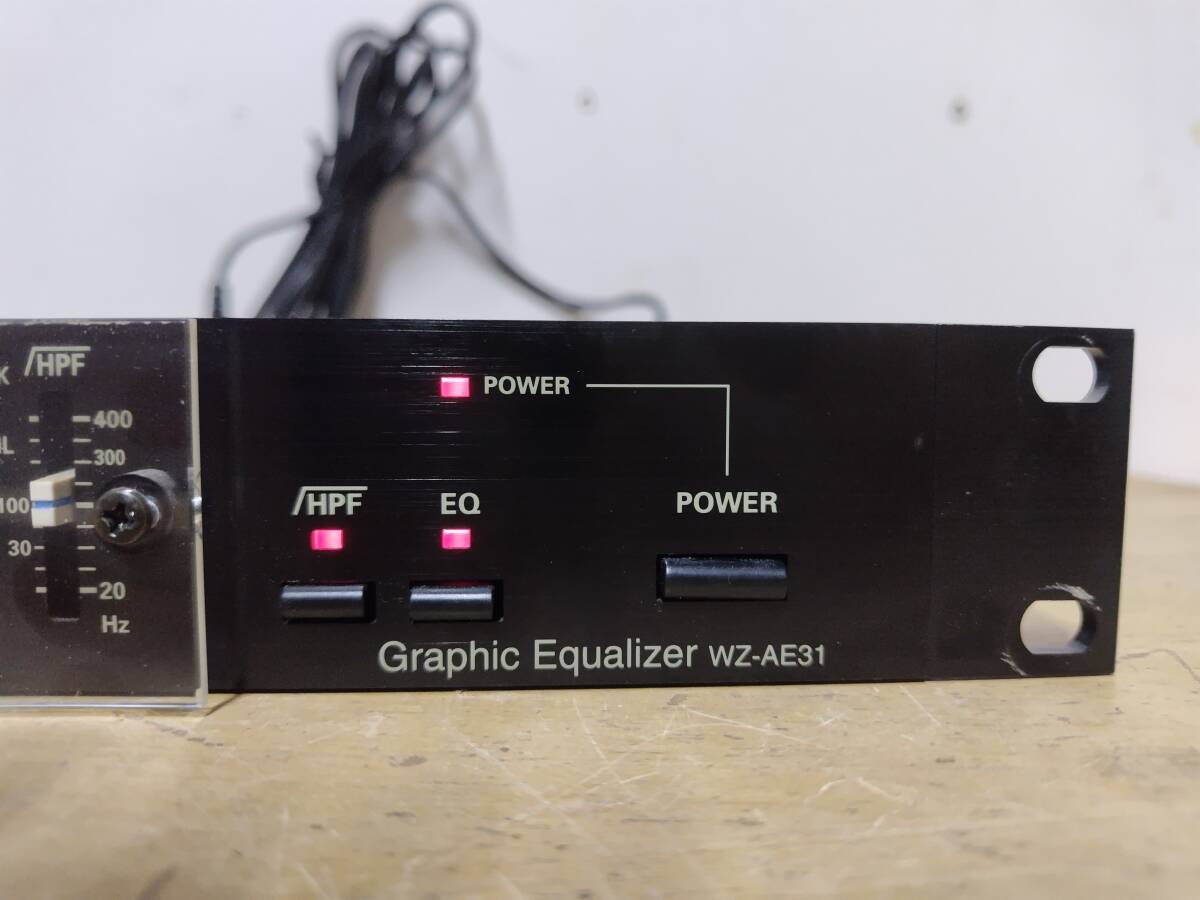 HPF
400
300
100
30
20
Hz
POWER
HPF
EQ
POWER
Graphic Equalizer WZ-AE31